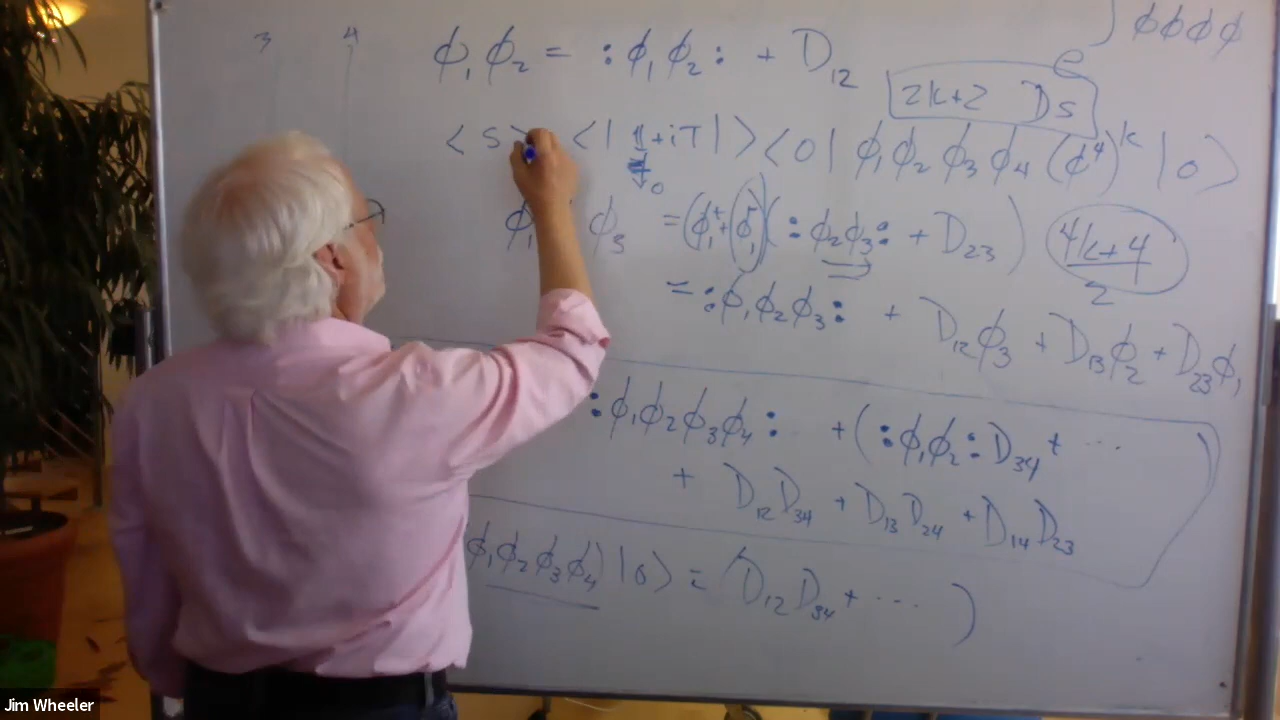 ∫ φφφφ
e
3 4
φ₁φ₂ = :φ₁φ₂: + D₁₂
2k+2 Ds
<S> <| 1+iT |> <0| φ₁φ₂φ₃φ₄ (φ⁴)ᵏ |0>
→0
φ₁ φ₃ = (φ₁⁺+φ₁⁻)(:φ₂φ₃: + D₂₃)
4k+4
2
= :φ₁φ₂φ₃: + D₁₂φ₃ + D₁₃φ₂ + D₂₃φ₁
:φ₁φ₂φ₃φ₄: + (:φ₁φ₂:D₃₄ + ...
+ D₁₂D₃₄ + D₁₃D₂₄ + D₁₄D₂₃
φ₁φ₂φ₃φ₄) |0> = (D₁₂D₃₄ + ... )
Jim Wheeler